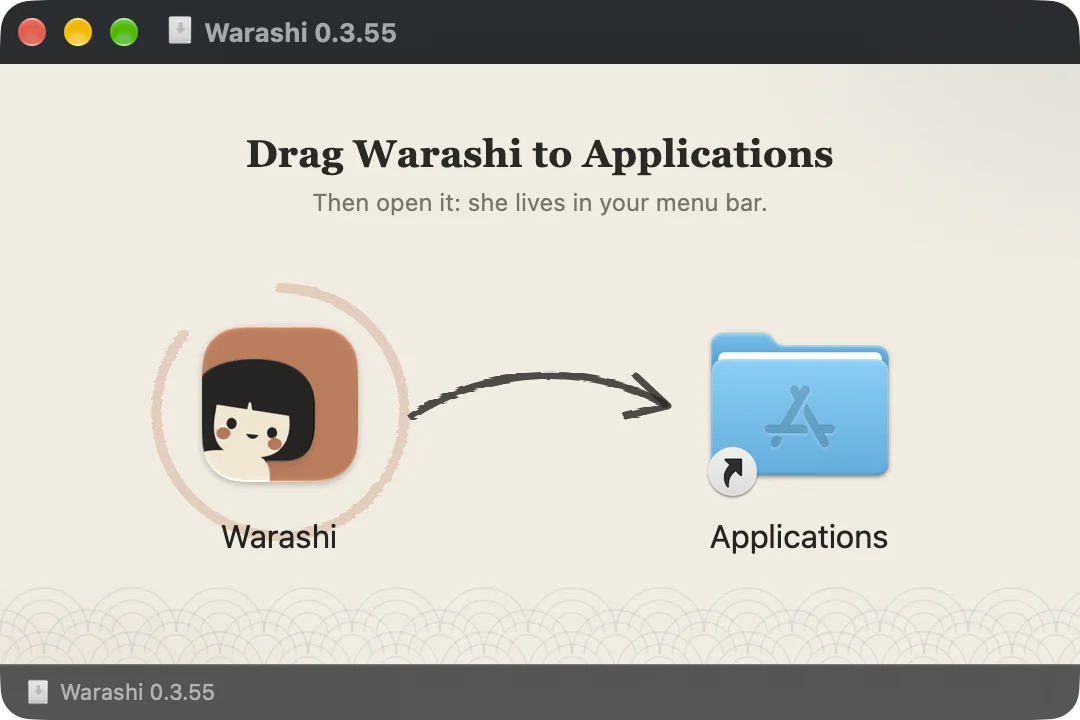 Warashi 0.3.55
Drag Warashi to Applications
Then open it: she lives in your menu bar.
Warashi
Applications
Warashi 0.3.55